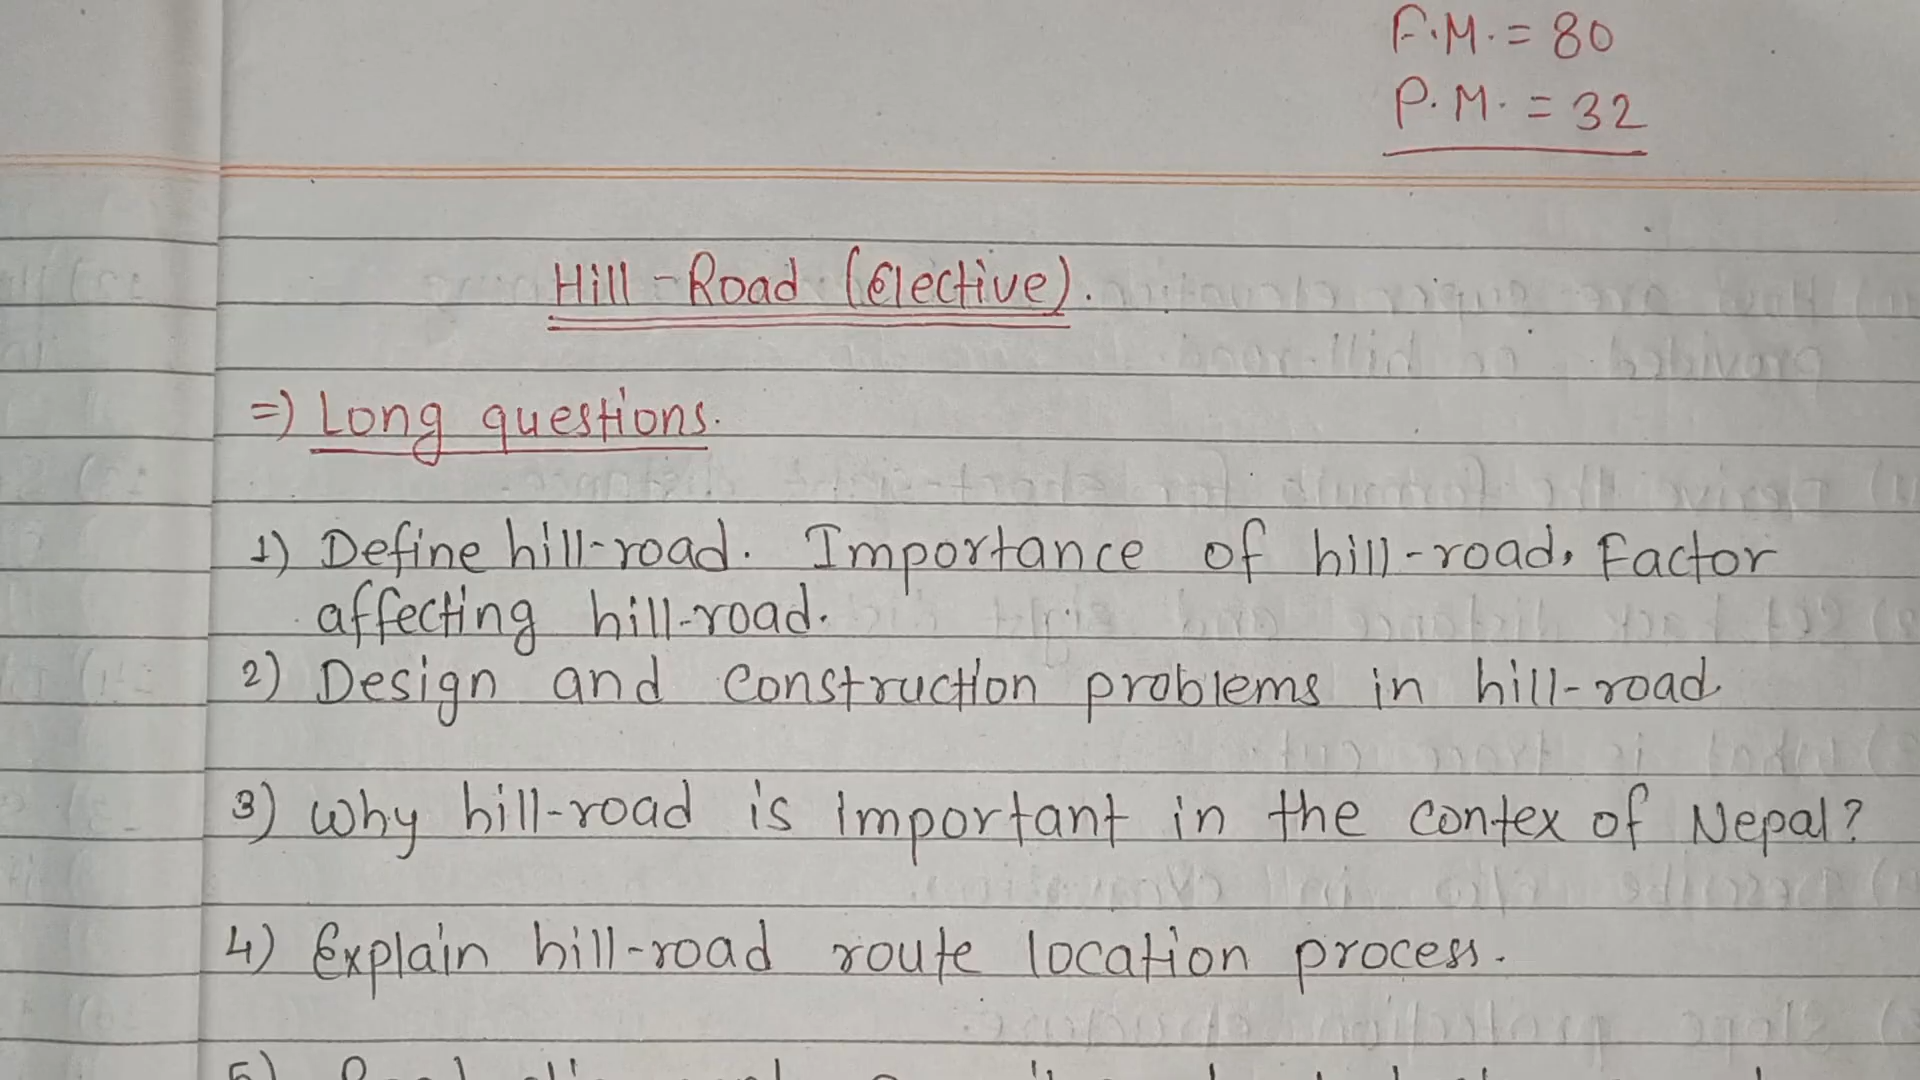 F.M. = 80
P.M. = 32
Hill-Road (Elective).
=) Long questions.
1) Define hill-road. Importance of hill-road, Factor
affecting hill-road.
2) Design and construction problems in hill-road.
3) Why hill-road is important in the contex of Nepal?
4) Explain hill-road route location process.
5)